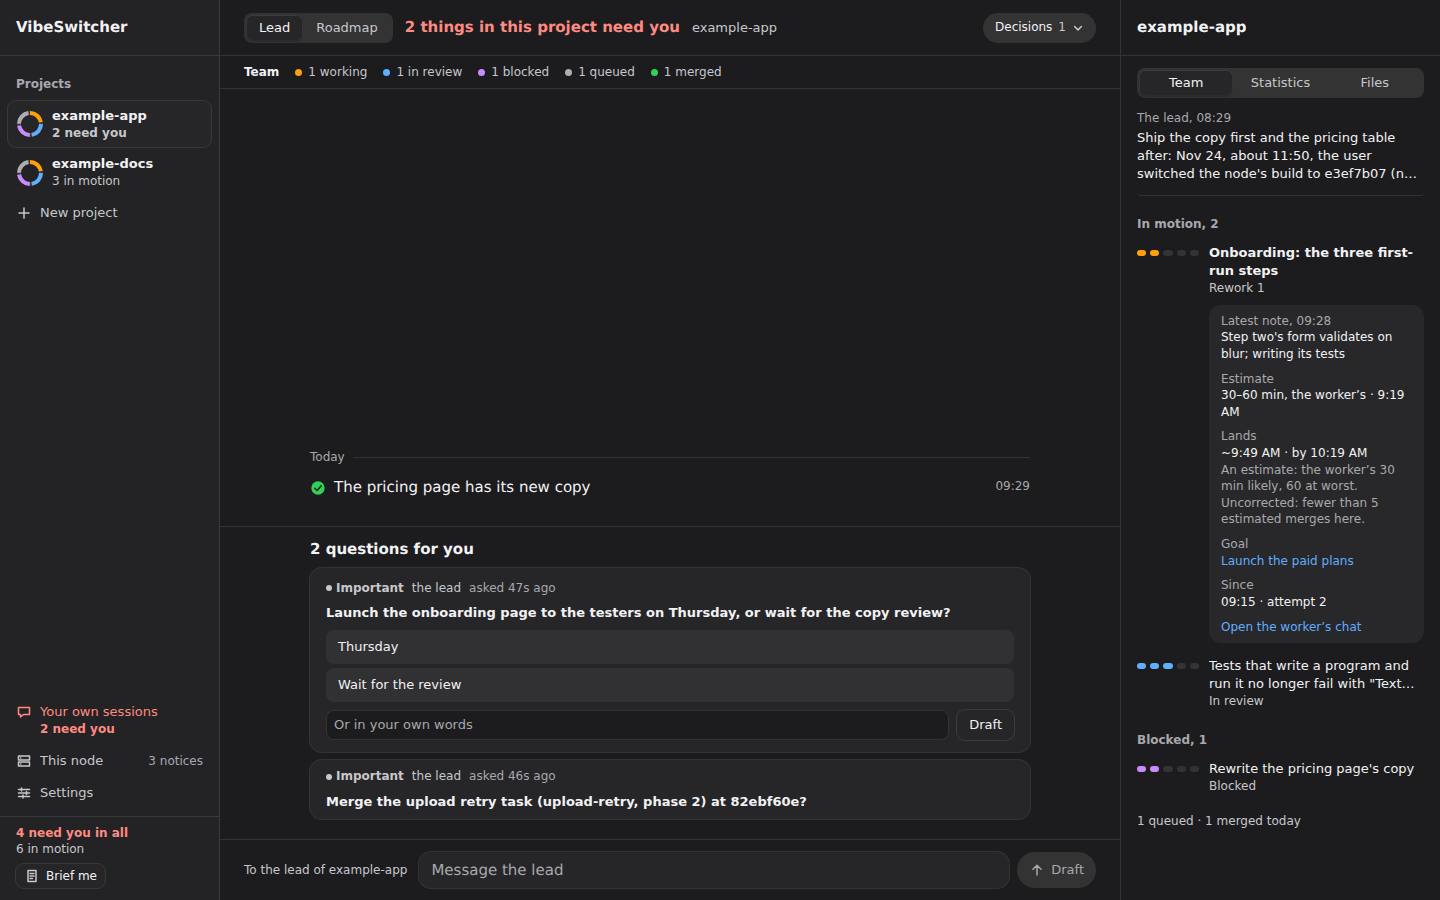 VibeSwitcher
Projects
example-app
2 need you
example-docs
3 in motion
New project
Your own sessions
2 need you
This node 3 notices
Settings
4 need you in all
6 in motion
Brief me
Lead Roadmap 2 things in this project need you example-app Decisions 1
Team 1 working 1 in review 1 blocked 1 queued 1 merged
Today
The pricing page has its new copy 09:29
2 questions for you
Important the lead asked 47s ago
Launch the onboarding page to the testers on Thursday, or wait for the copy review?
Thursday
Wait for the review
Or in your own words Draft
Important the lead asked 46s ago
Merge the upload retry task (upload-retry, phase 2) at 82ebf60e?
To the lead of example-app Message the lead Draft
example-app
Team Statistics Files
The lead, 08:29
Ship the copy first and the pricing table
after: Nov 24, about 11:50, the user
switched the node's build to e3ef7b07 (n…
In motion, 2
Onboarding: the three first-
run steps
Rework 1
Latest note, 09:28
Step two's form validates on
blur; writing its tests
Estimate
30–60 min, the worker’s · 9:19
AM
Lands
~9:49 AM · by 10:19 AM
An estimate: the worker’s 30
min likely, 60 at worst.
Uncorrected: fewer than 5
estimated merges here.
Goal
Launch the paid plans
Since
09:15 · attempt 2
Open the worker’s chat
Tests that write a program and
run it no longer fail with "Text…
In review
Blocked, 1
Rewrite the pricing page's copy
Blocked
1 queued · 1 merged today